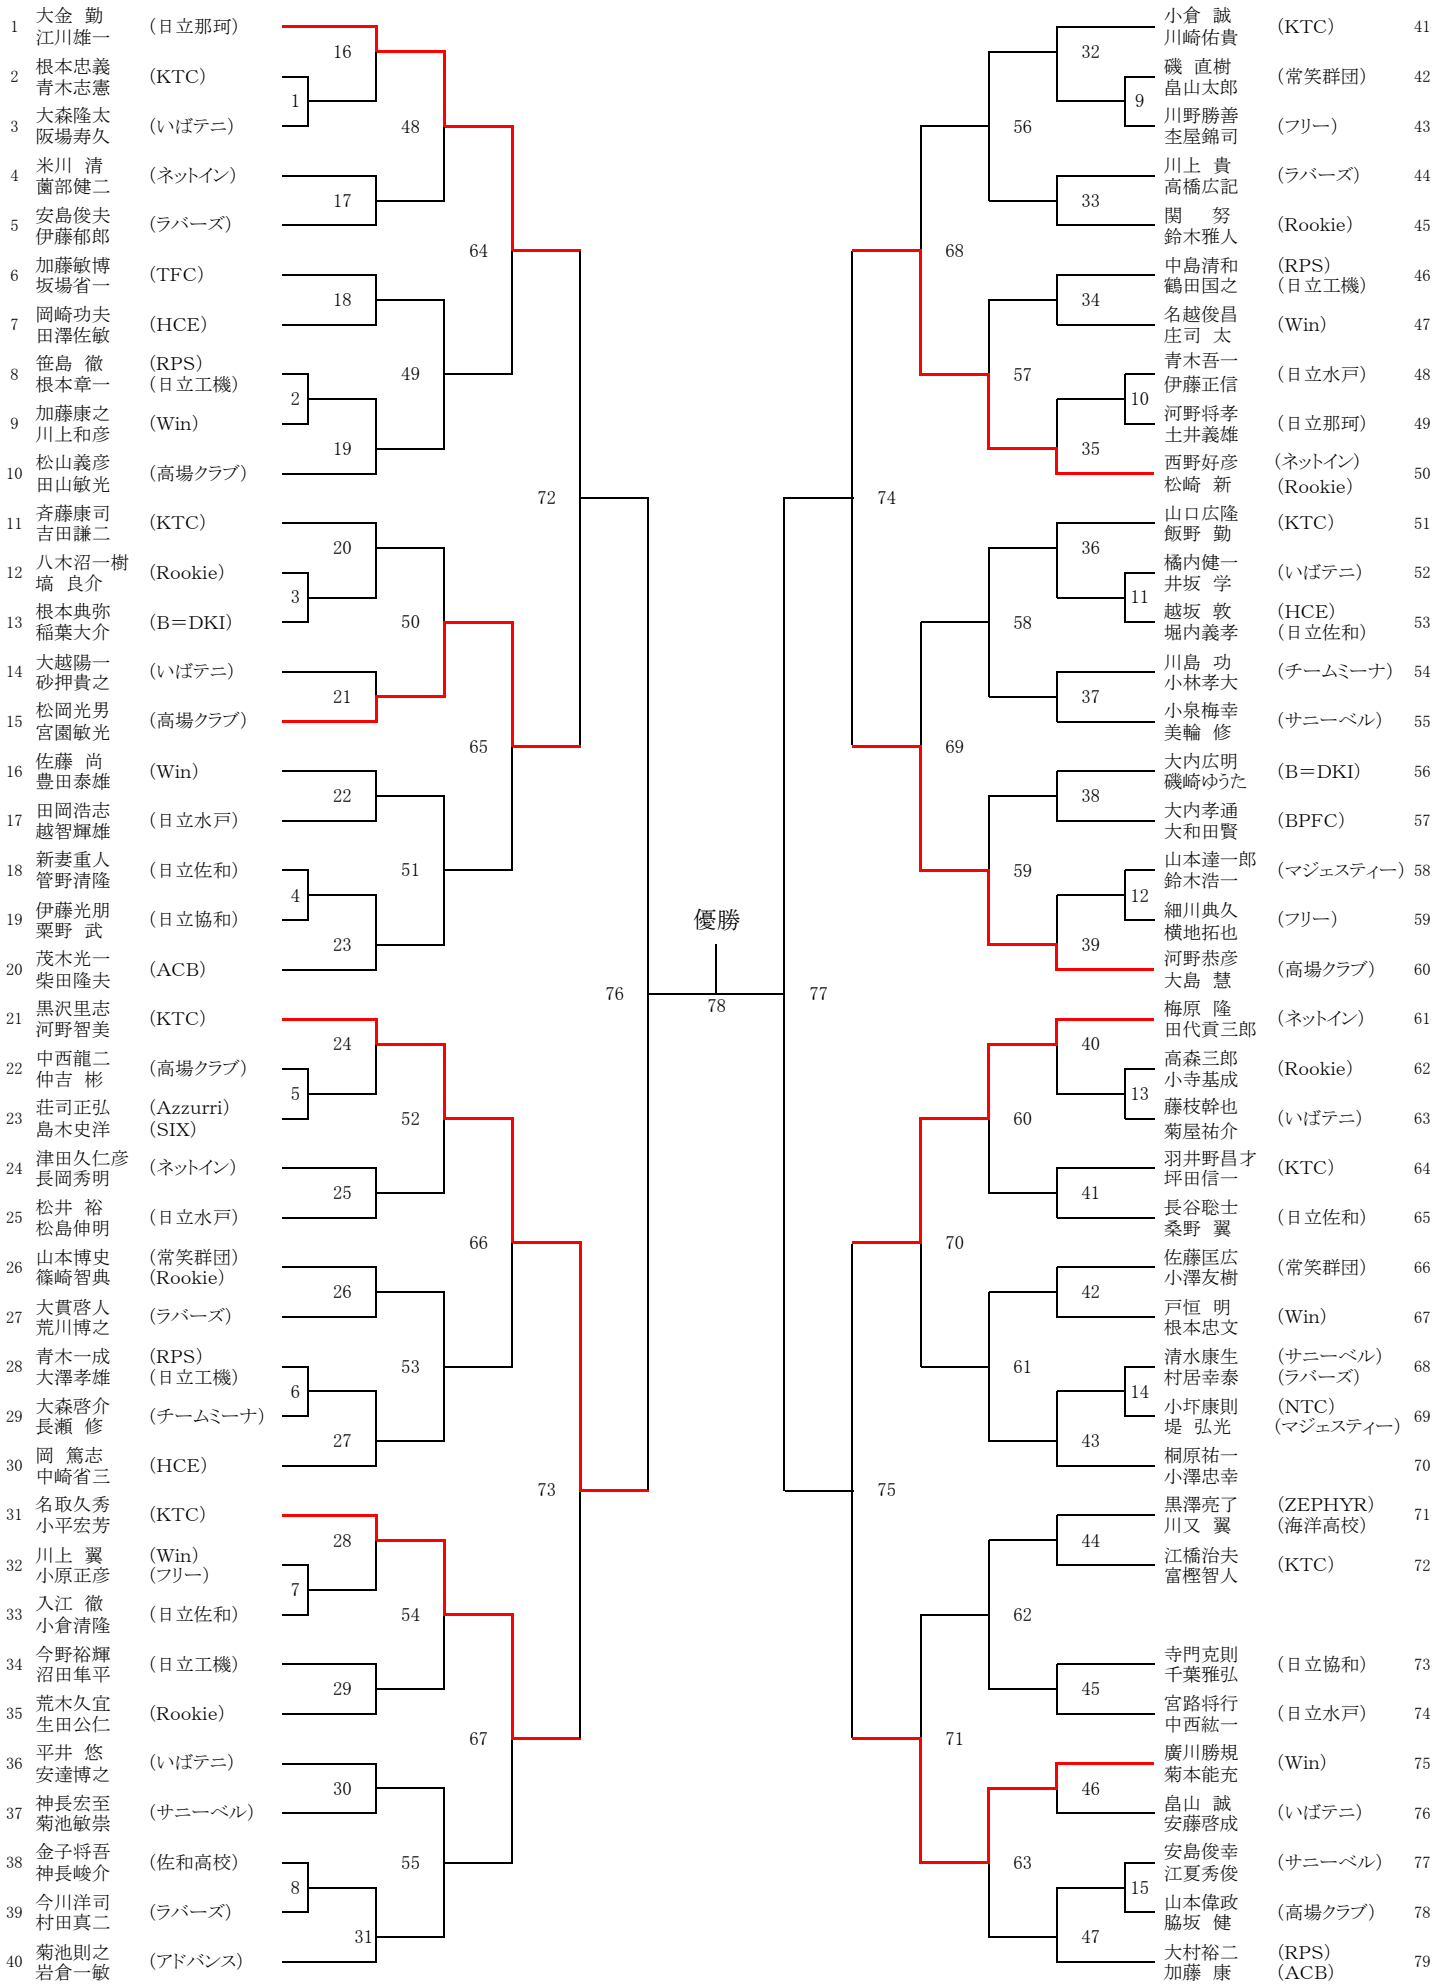 1 大金 勤 (日立那珂)
江川雄一
2 根本忠義 (KTC)
青木志憲
3 大森隆太 (いばテニ)
阪場寿久
4 米川 清 (ネットイン)
薗部健二
5 安島俊夫 (ラバーズ)
伊藤郁郎
6 加藤敏博 (TFC)
坂場省一
7 岡崎功夫 (HCE)
田澤佐敏
8 笹島 徹 (RPS)
根本章一 (日立工機)
9 加藤康之 (Win)
川上和彦
10 松山義彦 (高場クラブ)
田山敏光
11 斉藤康司 (KTC)
吉田謙二
12 八木沼一樹 (Rookie)
塙 良介
13 根本典弥 (B＝DKI)
稲葉大介
14 大越陽一 (いばテニ)
砂押貴之
15 松岡光男 (高場クラブ)
宮園敏光
16 佐藤 尚 (Win)
豊田泰雄
17 田岡浩志 (日立水戸)
越智輝雄
18 新妻重人 (日立佐和)
管野清隆
19 伊藤光朋 (日立協和)
栗野 武
20 茂木光一 (ACB)
柴田隆夫
21 黒沢里志 (KTC)
河野智美
22 中西龍二 (高場クラブ)
仲吉 彬
23 荘司正弘 (Azzurri)
島木史洋 (SIX)
24 津田久仁彦 (ネットイン)
長岡秀明
25 松井 裕 (日立水戸)
松島伸明
26 山本博史 (常笑群団)
篠崎智典 (Rookie)
27 大貫啓人 (ラバーズ)
荒川博之
28 青木一成 (RPS)
大澤孝雄 (日立工機)
29 大森啓介 (チームミーナ)
長瀬 修
30 岡 篤志 (HCE)
中崎省三
31 名取久秀 (KTC)
小平宏芳
32 川上 翼 (Win)
小原正彦 (フリー)
33 入江 徹 (日立佐和)
小倉清隆
34 今野裕輝 (日立工機)
沼田隼平
35 荒木久宜 (Rookie)
生田公仁
36 平井 悠 (いばテニ)
安達博之
37 神長宏至 (サニーベル)
菊池敏崇
38 金子将吾 (佐和高校)
神長峻介
39 今川洋司 (ラバーズ)
村田真二
40 菊池則之 (アドバンス)
岩倉一敏
16
1
48
17
64
18
49
2
19
72
20
3
50
21
65
22
51
4
23
76
24
5
52
25
66
26
53
6
27
73
28
7
54
29
67
30
55
8
31
優勝
78
32
9
56
33
68
34
57
10
35
74
36
11
58
37
69
38
59
12
39
77
40
13
60
41
70
42
61
14
43
75
44
62
45
71
46
63
15
47
小倉 誠 (KTC) 41
川崎佑貴
磯 直樹 (常笑群団) 42
畠山太郎
川野勝善 (フリー) 43
杢屋錦司
川上 貴 (ラバーズ) 44
高橋広記
関 努 (Rookie) 45
鈴木雅人
中島清和 (RPS) 46
鶴田国之 (日立工機)
名越俊昌 (Win) 47
庄司 太
青木吾一 (日立水戸) 48
伊藤正信
河野将孝 (日立那珂) 49
土井義雄
西野好彦 (ネットイン) 50
松崎 新 (Rookie)
山口広隆 (KTC) 51
飯野 勤
橘内健一 (いばテニ) 52
井坂 学
越坂 敦 (HCE) 53
堀内義孝 (日立佐和)
川島 功 (チームミーナ) 54
小林孝大
小泉梅幸 (サニーベル) 55
美輪 修
大内広明 (B＝DKI) 56
磯崎ゆうた
大内孝通 (BPFC) 57
大和田賢
山本達一郎 (マジェスティー) 58
鈴木浩一
細川典久 (フリー) 59
横地拓也
河野恭彦 (高場クラブ) 60
大島 慧
梅原 隆 (ネットイン) 61
田代貢三郎
高森三郎 (Rookie) 62
小寺基成
藤枝幹也 (いばテニ) 63
菊屋祐介
羽井野昌才 (KTC) 64
坪田信一
長谷聡士 (日立佐和) 65
桑野 翼
佐藤匡広 (常笑群団) 66
小澤友樹
戸恒 明 (Win) 67
根本忠文
清水康生 (サニーベル) 68
村居幸泰 (ラバーズ)
小圷康則 (NTC) 69
堤 弘光 (マジェスティー)
桐原祐一 70
小澤忠幸
黒澤亮了 (ZEPHYR) 71
川又 翼 (海洋高校)
江橋治夫 (KTC) 72
富樫智人
寺門克則 (日立協和) 73
千葉雅弘
宮路将行 (日立水戸) 74
中西紘一
廣川勝規 (Win) 75
菊本能充
畠山 誠 (いばテニ) 76
安藤啓成
安島俊幸 (サニーベル) 77
江夏秀俊
山本偉政 (高場クラブ) 78
脇坂 健
大村裕二 (RPS) 79
加藤 康 (ACB)